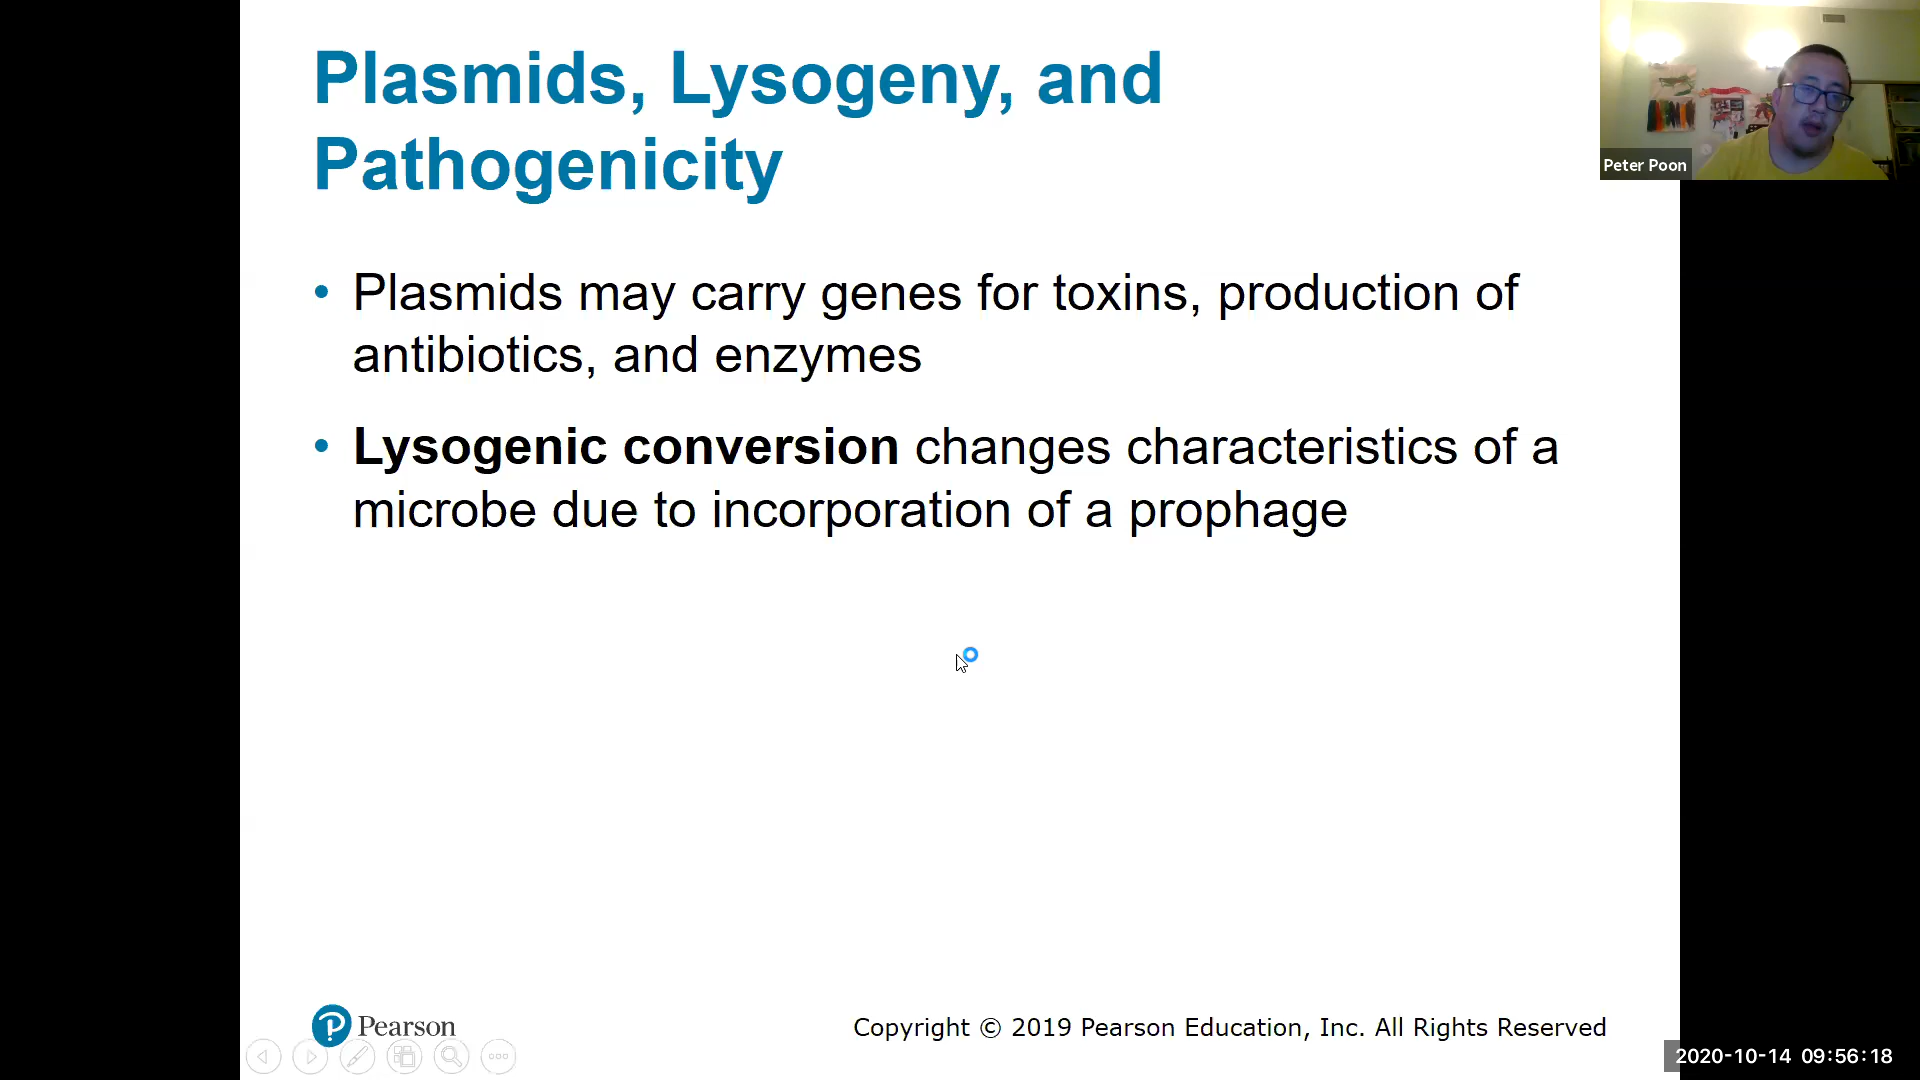 Plasmids, Lysogeny, and
Pathogenicity
Peter Poon
• Plasmids may carry genes for toxins, production of
antibiotics, and enzymes
• Lysogenic conversion changes characteristics of a
microbe due to incorporation of a prophage
Pearson
Copyright © 2019 Pearson Education, Inc. All Rights Reserved
2020-10-14 09:56:18